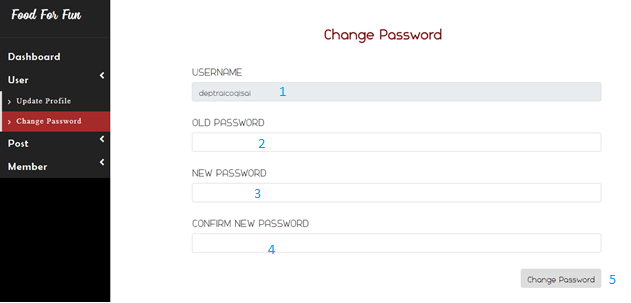 Food For Fun
Dashboard
User
Update Profile
Change Password
Post
Member
Change Password
USERNAME
deptraicoqisai 1
OLD PASSWORD
2
NEW PASSWORD
3
CONFIRM NEW PASSWORD
4
Change Password 5